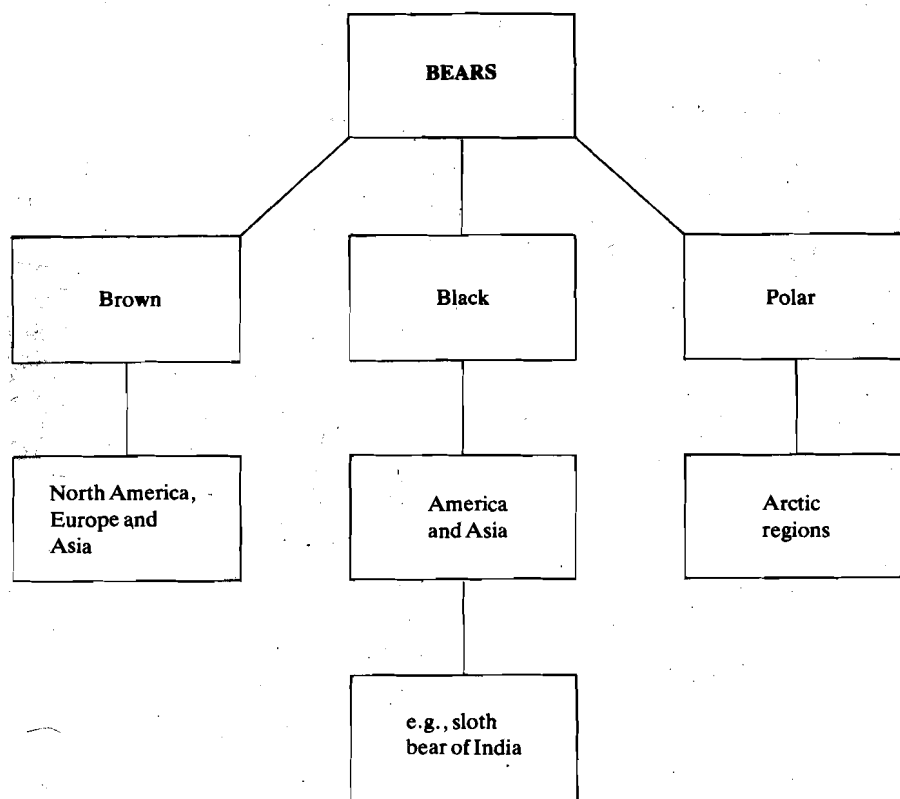 BEARS
Brown
Black
Polar
North America,
Europe and
Asia
America
and Asia
Arctic
regions
e.g., sloth
bear of India